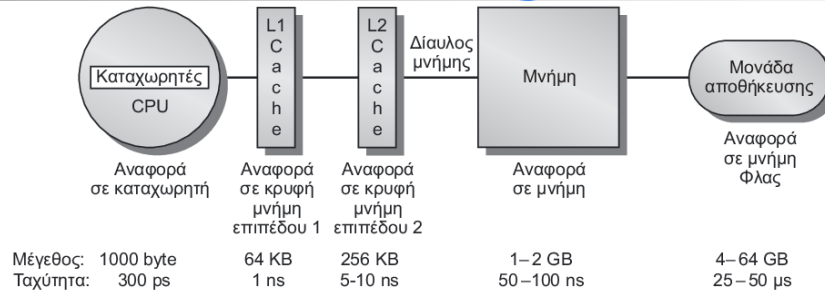 Καταχωρητές
CPU
L1
C
a
c
h
e
L2
C
a
c
h
e
Δίαυλος
μνήμης
Μνήμη
Μονάδα
αποθήκευσης
Αναφορά
σε καταχωρητή
Αναφορά
σε κρυφή
μνήμη
επιπέδου 1
Αναφορά
σε κρυφή
μνήμη
επιπέδου 2
Αναφορά
σε μνήμη
Αναφορά
σε μνήμη
Φλας
Μέγεθος: 1000 byte 64 KB 256 KB 1–2 GB 4–64 GB
Ταχύτητα: 300 ps 1 ns 5-10 ns 50–100 ns 25–50 μs